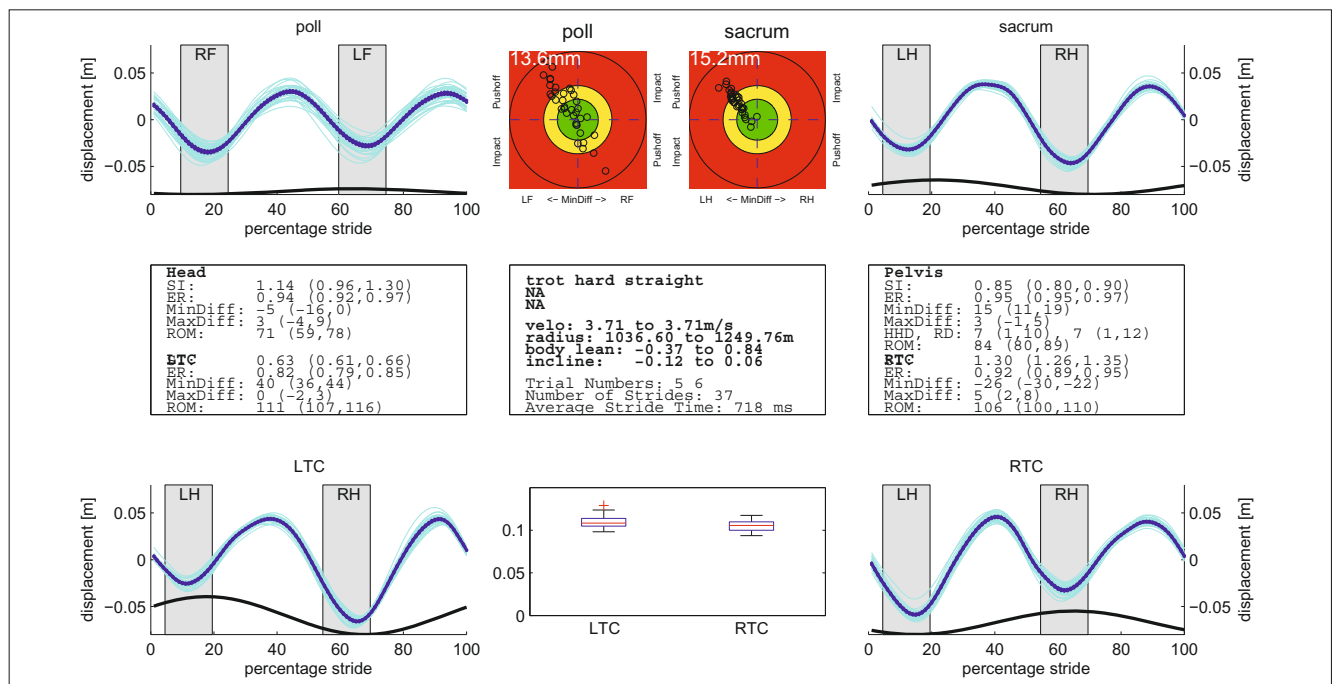 poll
RF
LF
displacement [m]
0.05
0
−0.05
0
20
40
60
80
100
percentage stride
poll
13.6mm
Pushoff
Impact
Impact
Pushoff
LF <- MinDiff -> RF
sacrum
15.2mm
Pushoff
Impact
Impact
Pushoff
LH <- MinDiff -> RH
sacrum
LH
RH
0.05
0
−0.05
displacement [m]
0
20
40
60
80
100
percentage stride
Head
SI: 1.14 (0.96,1.30)
ER: 0.94 (0.92,0.97)
MinDiff: -5 (-16,0)
MaxDiff: 3 (-4,9)
ROM: 71 (59,78)
LTC 0.63 (0.61,0.66)
ER: 0.82 (0.79,0.85)
MinDiff: 40 (36,44)
MaxDiff: 0 (-2,3)
ROM: 111 (107,116)
trot hard straight
NA
NA
velo: 3.71 to 3.71m/s
radius: 1036.60 to 1249.76m
body lean: -0.37 to 0.84
incline: -0.12 to 0.06
Trial Numbers: 5 6
Number of Strides: 37
Average Stride Time: 718 ms
Pelvis
SI: 0.85 (0.80,0.90)
ER: 0.95 (0.95,0.97)
MinDiff: 15 (11,19)
MaxDiff: 3 (-1,5)
HHD, RD: 7 (1,10), 7 (1,12)
ROM: 84 (80,89)
RTC 1.30 (1.26,1.35)
ER: 0.92 (0.89,0.95)
MinDiff: -26 (-30,-22)
MaxDiff: 5 (2,8)
ROM: 106 (100,110)
LTC
LH
RH
displacement [m]
0.05
0
−0.05
0
20
40
60
80
100
percentage stride
0.1
0.05
0
LTC
RTC
RTC
LH
RH
0.05
0
−0.05
displacement [m]
0
20
40
60
80
100
percentage stride